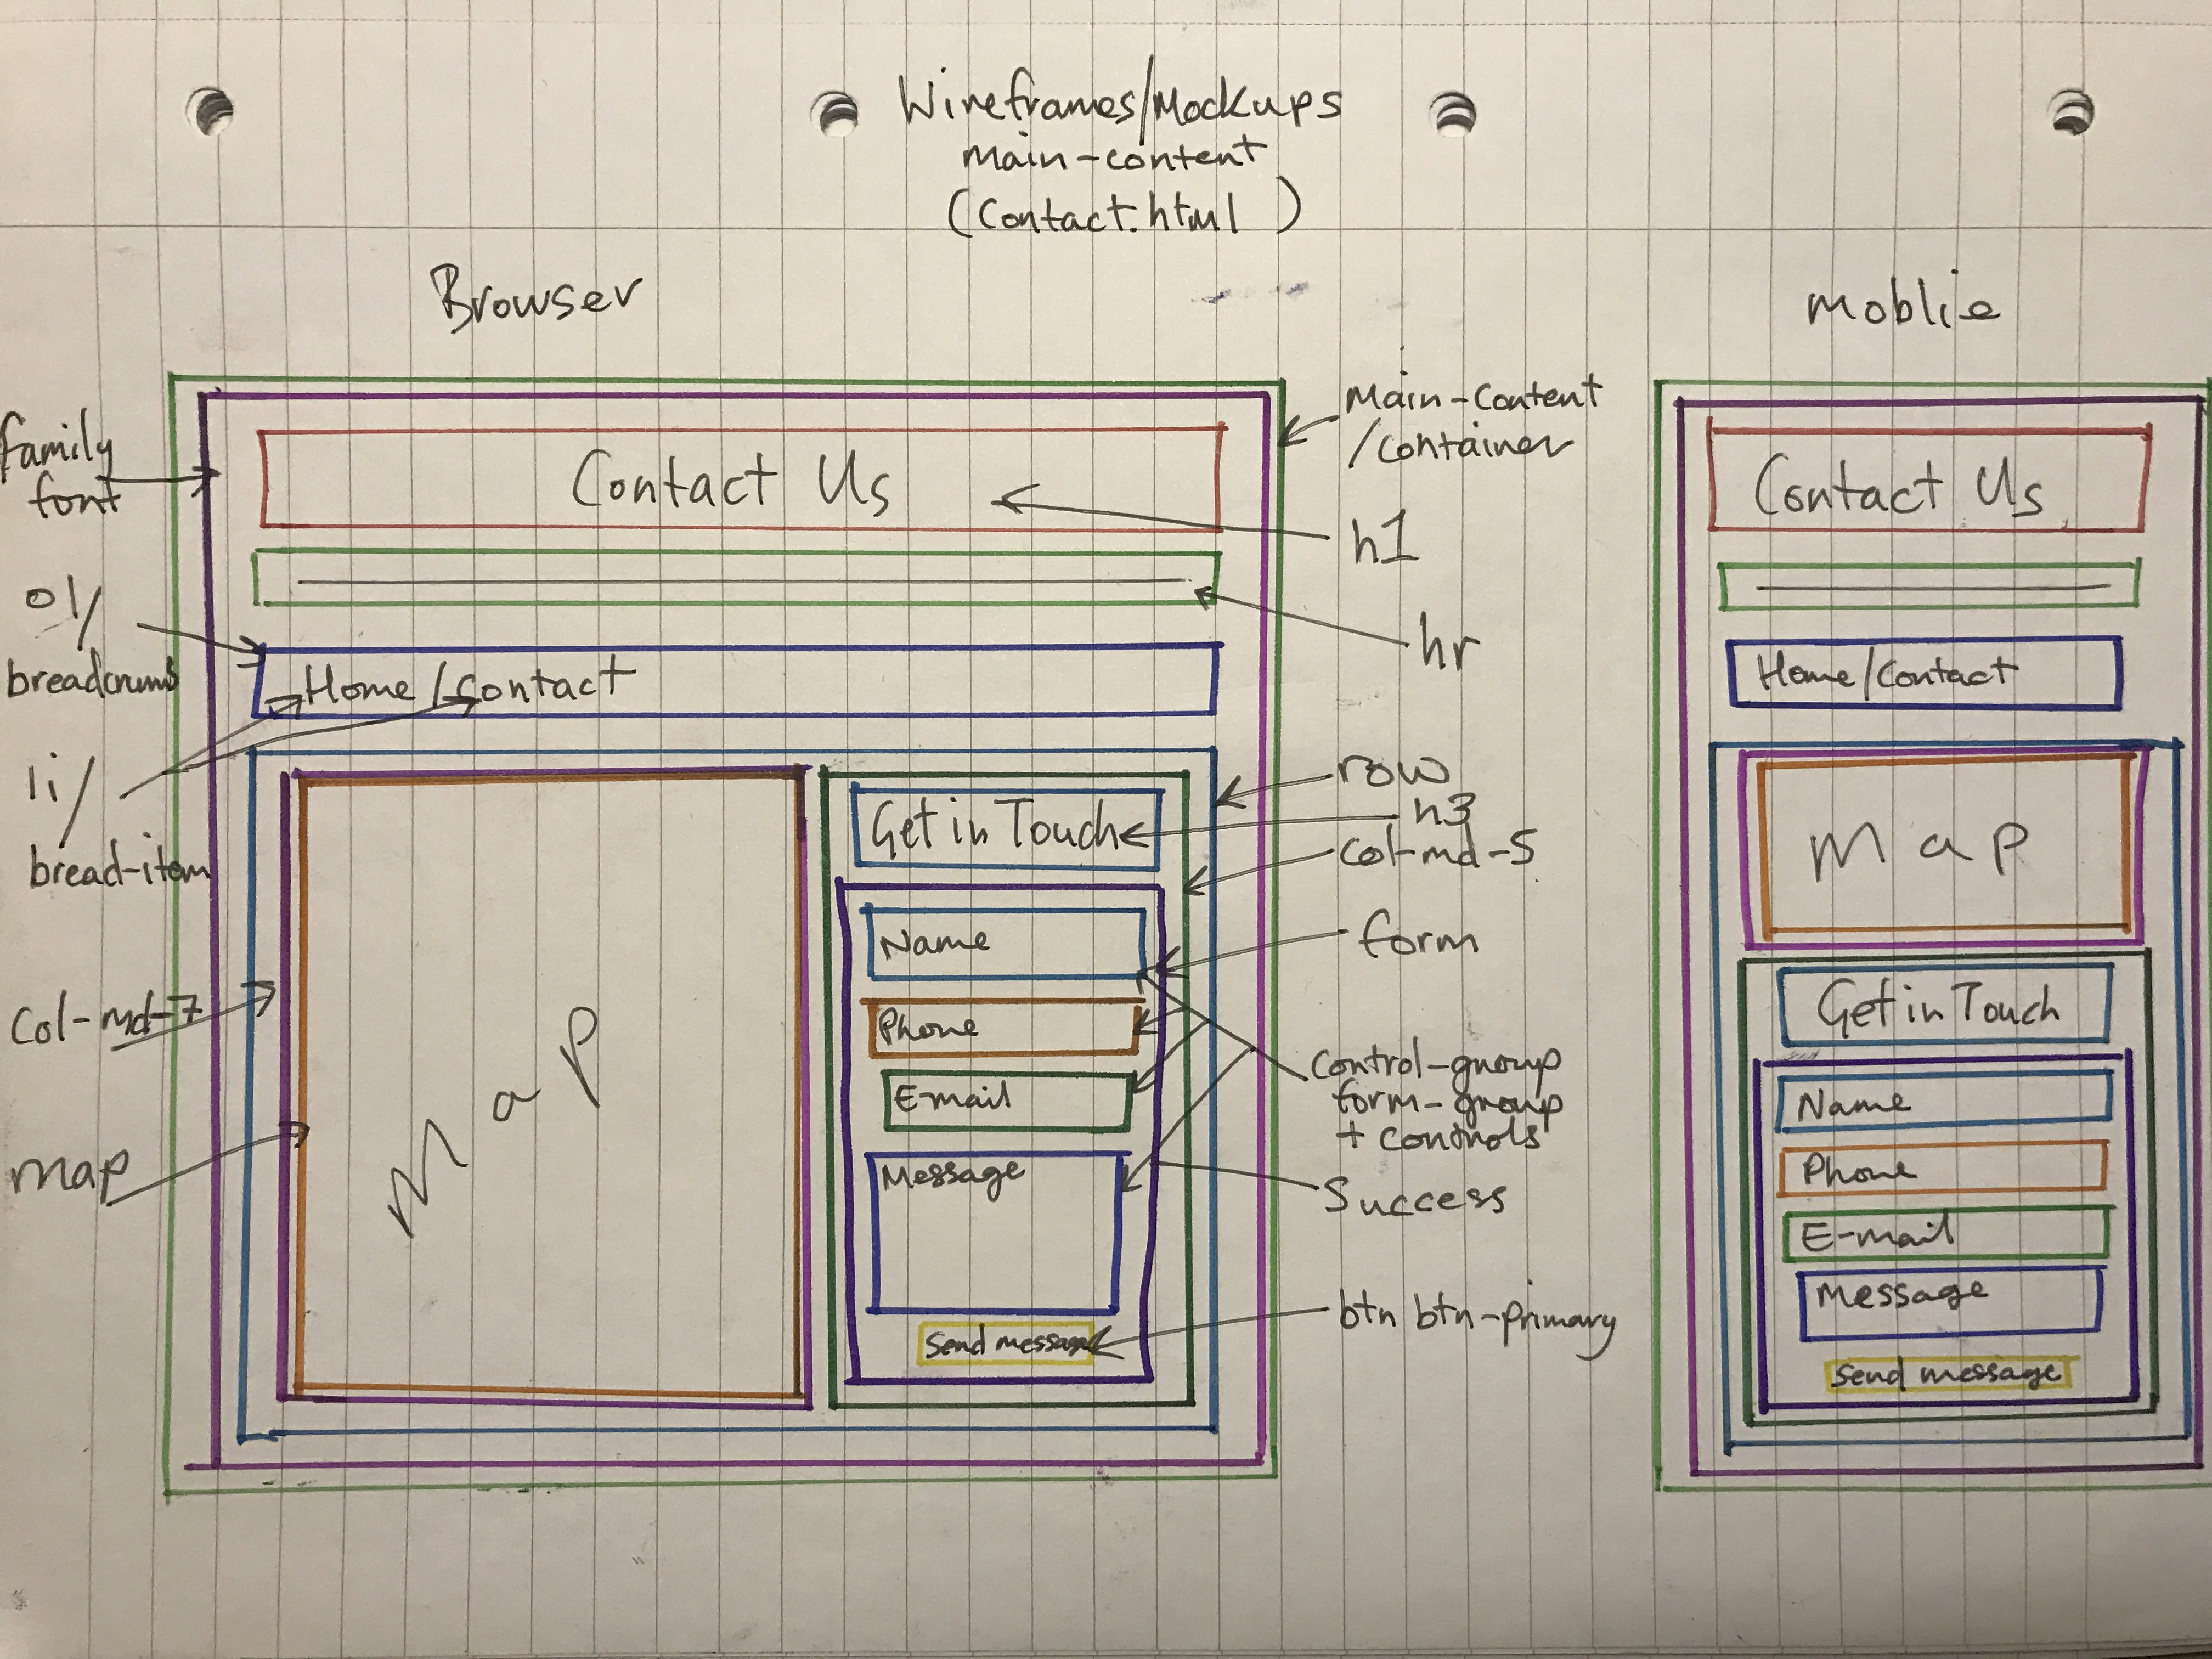 Wireframes/Mockups
main-content
(Contact.html)
Browser
Moblie
family
font
Main-Content
/Container
Contact Us
h1
hr
ol/
breadcrumb
Home/Contact
li/
bread-item
row
h3
Get in Touch
col-md-5
form
Name
Phone
E-mail
Message
Send message
control-group
form-group
+ controls
Success
btn btn-primary
Col-md-7
map
Map
Contact Us
Home/Contact
Map
Get in Touch
Name
Phone
E-mail
Message
Send message